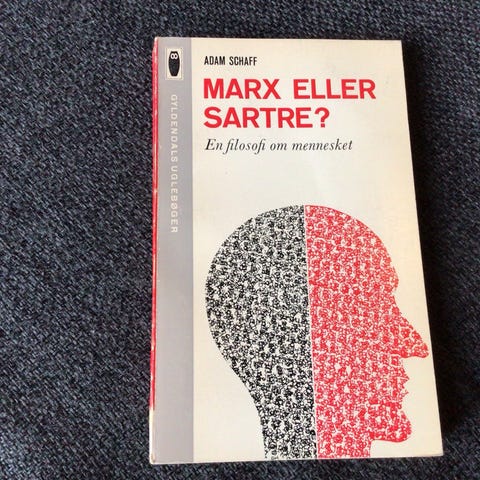 ADAM SCHAFF
MARX ELLER
SARTRE?
En filosofi om mennesket
GYLDENDALS UGLEBØGER